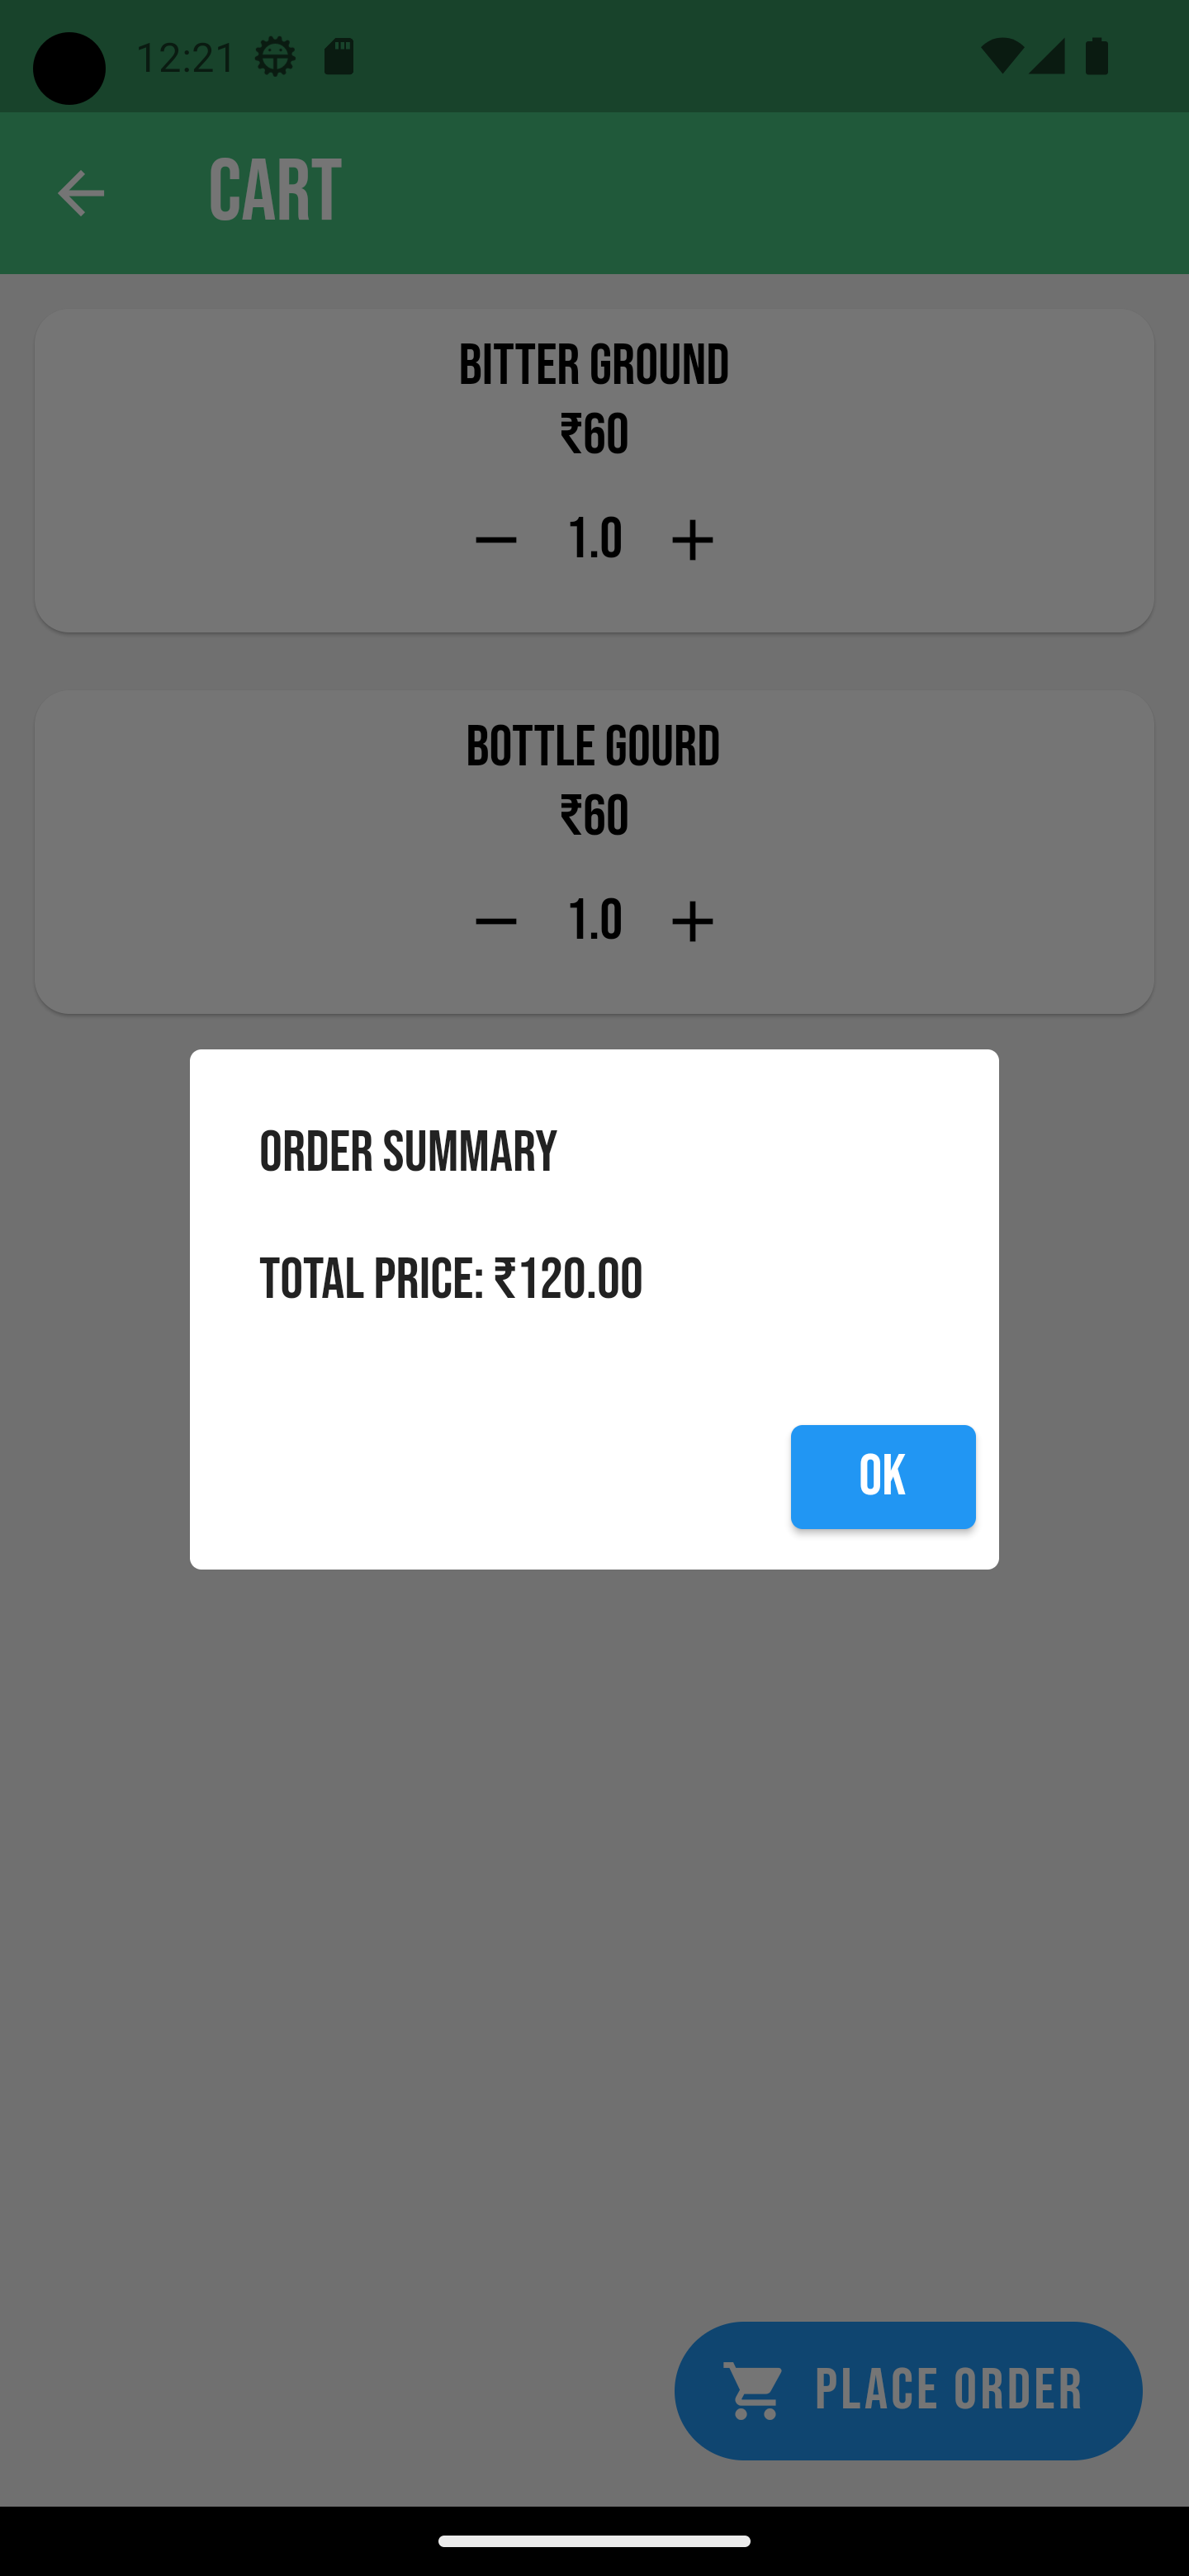 12:21
CART
BITTER GROUND
₹60
1.0
BOTTLE GOURD
₹60
1.0
ORDER SUMMARY
TOTAL PRICE: ₹120.00
OK
PLACE ORDER